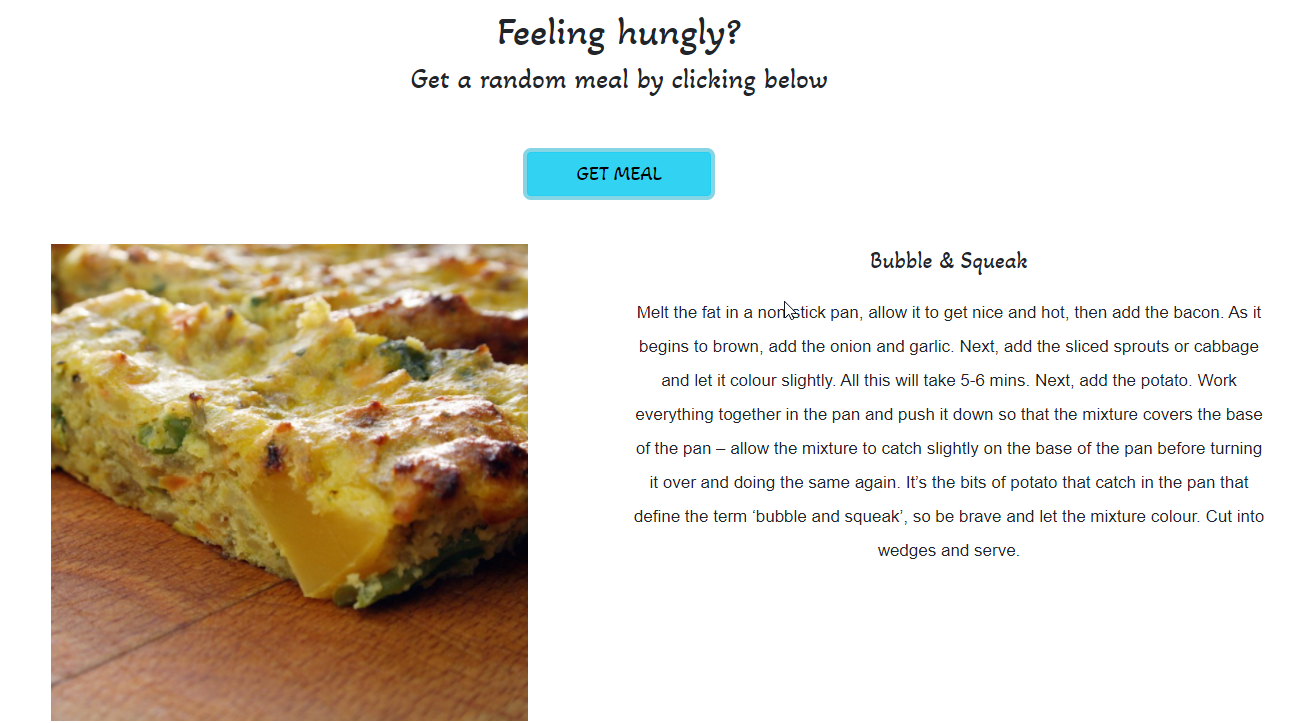 Feeling hungly?
Get a random meal by clicking below
GET MEAL
Bubble & Squeak
Melt the fat in a non-stick pan, allow it to get nice and hot, then add the bacon. As it
begins to brown, add the onion and garlic. Next, add the sliced sprouts or cabbage
and let it colour slightly. All this will take 5-6 mins. Next, add the potato. Work
everything together in the pan and push it down so that the mixture covers the base
of the pan – allow the mixture to catch slightly on the base of the pan before turning
it over and doing the same again. It’s the bits of potato that catch in the pan that
define the term ‘bubble and squeak’, so be brave and let the mixture colour. Cut into
wedges and serve.